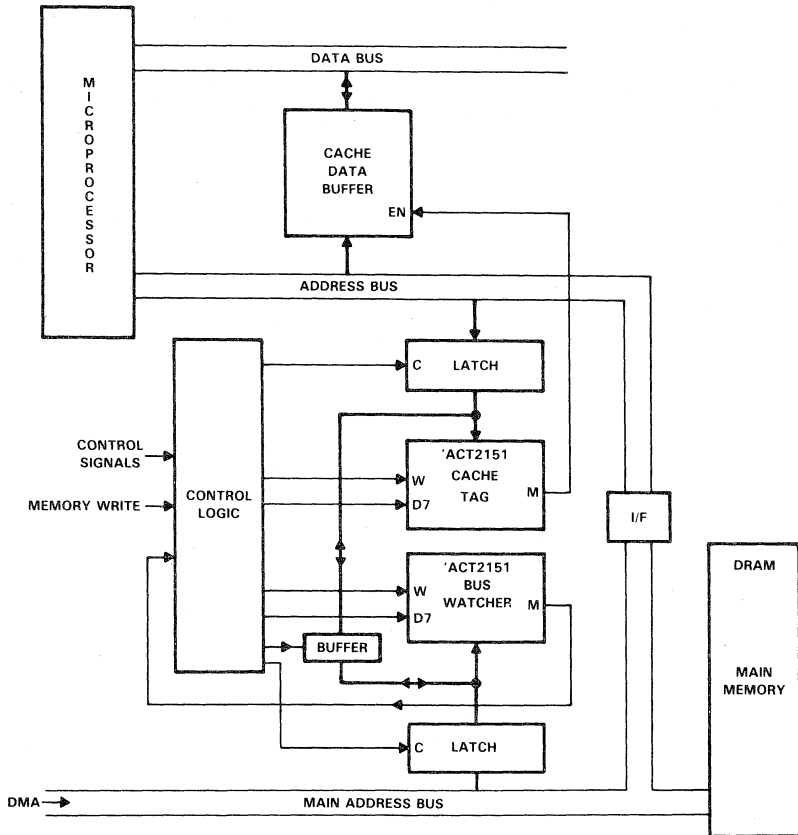 DATA BUS
MICROPROCESSOR
CACHE
DATA
BUFFER
EN
ADDRESS BUS
C LATCH
'ACT2151
CACHE
TAG
W
D7
M
CONTROL
SIGNALS
MEMORY WRITE
CONTROL
LOGIC
I/F
'ACT2151
BUS
WATCHER
W
D7
M
BUFFER
DRAM
MAIN
MEMORY
C LATCH
DMA
MAIN ADDRESS BUS